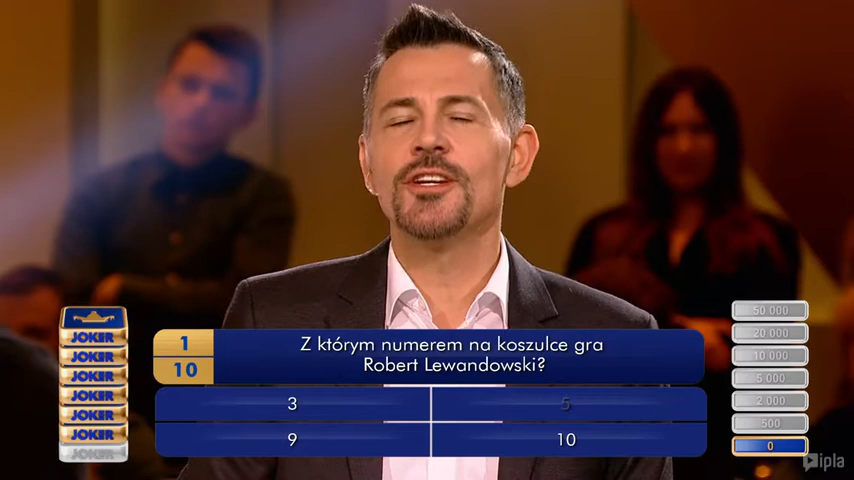 JOKER
JOKER
JOKER
JOKER
JOKER
JOKER
JOKER
1
10
Z którym numerem na koszulce gra
Robert Lewandowski?
3
5
9
10
50 000
20 000
10 000
5 000
2 000
500
0
ipla